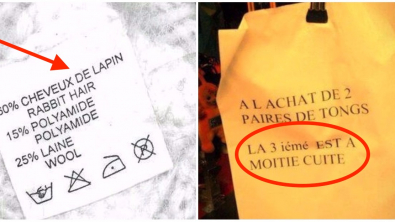 60% CHEVEUX DE LAPIN
RABBIT HAIR
15% POLYAMIDE
POLYAMIDE
25% LAINE
WOOL
A L ACHAT DE 2
PAIRES DE TONGS
LA 3 iémé EST A
MOITIE CUITE